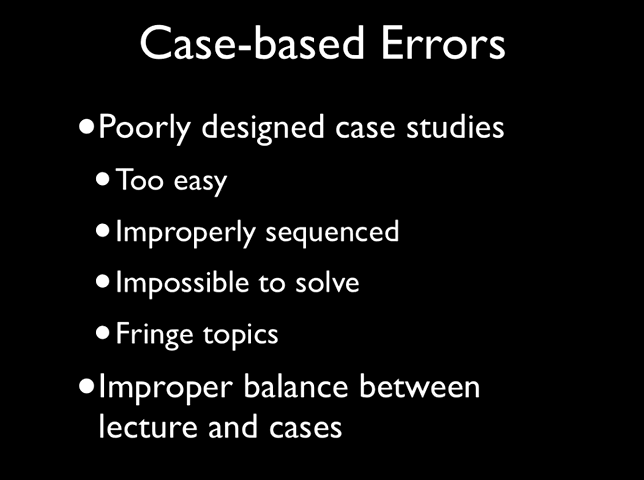 Case-based Errors
•Poorly designed case studies
•Too easy
•Improperly sequenced
•Impossible to solve
•Fringe topics
•Improper balance between
lecture and cases